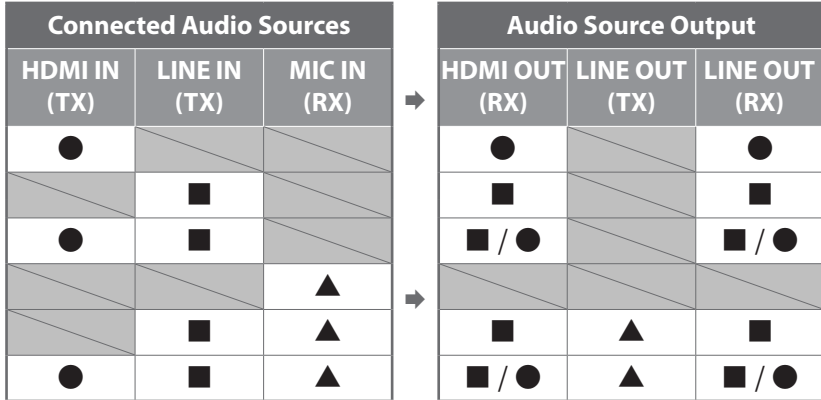 Connected Audio Sources
HDMI IN (TX) LINE IN (TX) MIC IN (RX)
Audio Source Output
HDMI OUT (RX) LINE OUT (TX) LINE OUT (RX)
● ● ●
■ ■ ■
● ■ ■ / ● ■ / ●
▲
■ ▲ ■ ▲ ■
● ■ ▲ ■ / ● ▲ ■ / ●